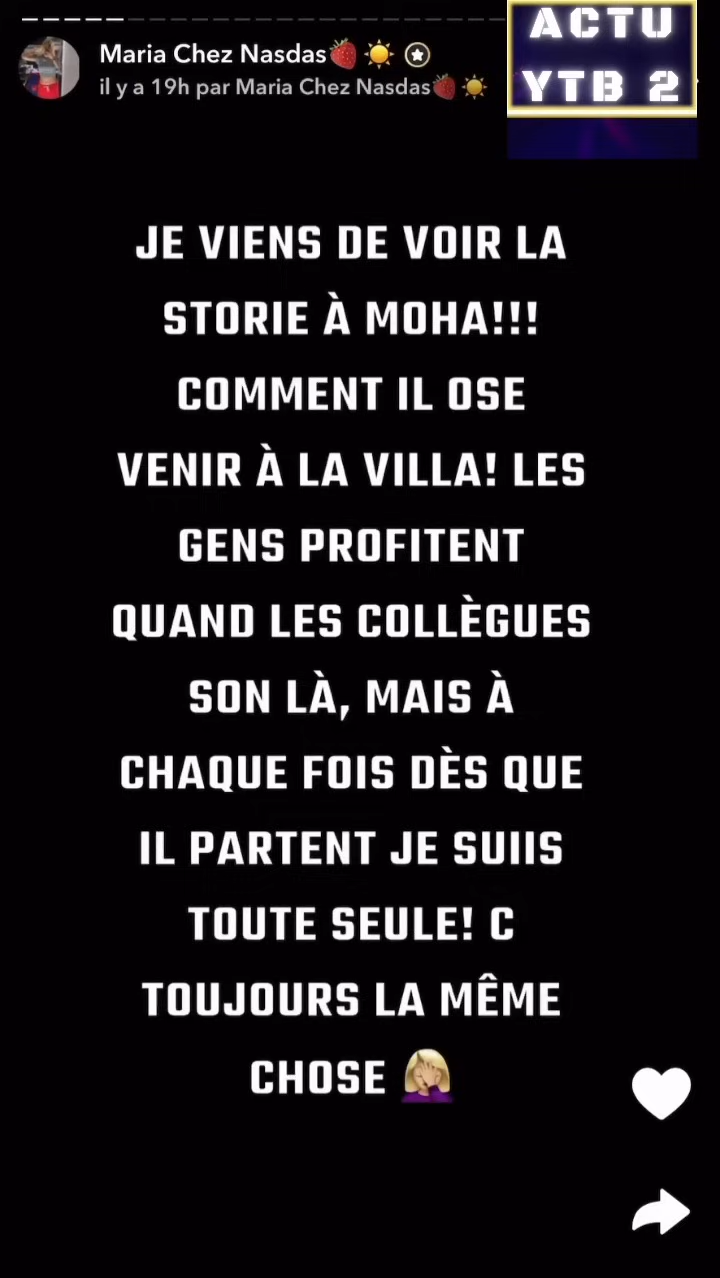 Maria Chez Nasdas🍓☀️
il y a 19h par Maria Chez Nasdas🍓☀️
ACTU
YTB 2
JE VIENS DE VOIR LA
STORIE À MOHA!!!
COMMENT IL OSE
VENIR À LA VILLA! LES
GENS PROFITENT
QUAND LES COLLÈGUES
SON LÀ, MAIS À
CHAQUE FOIS DÈS QUE
IL PARTENT JE SUIIS
TOUTE SEULE! C
TOUJOURS LA MÊME
CHOSE 🤦🏼‍♀️